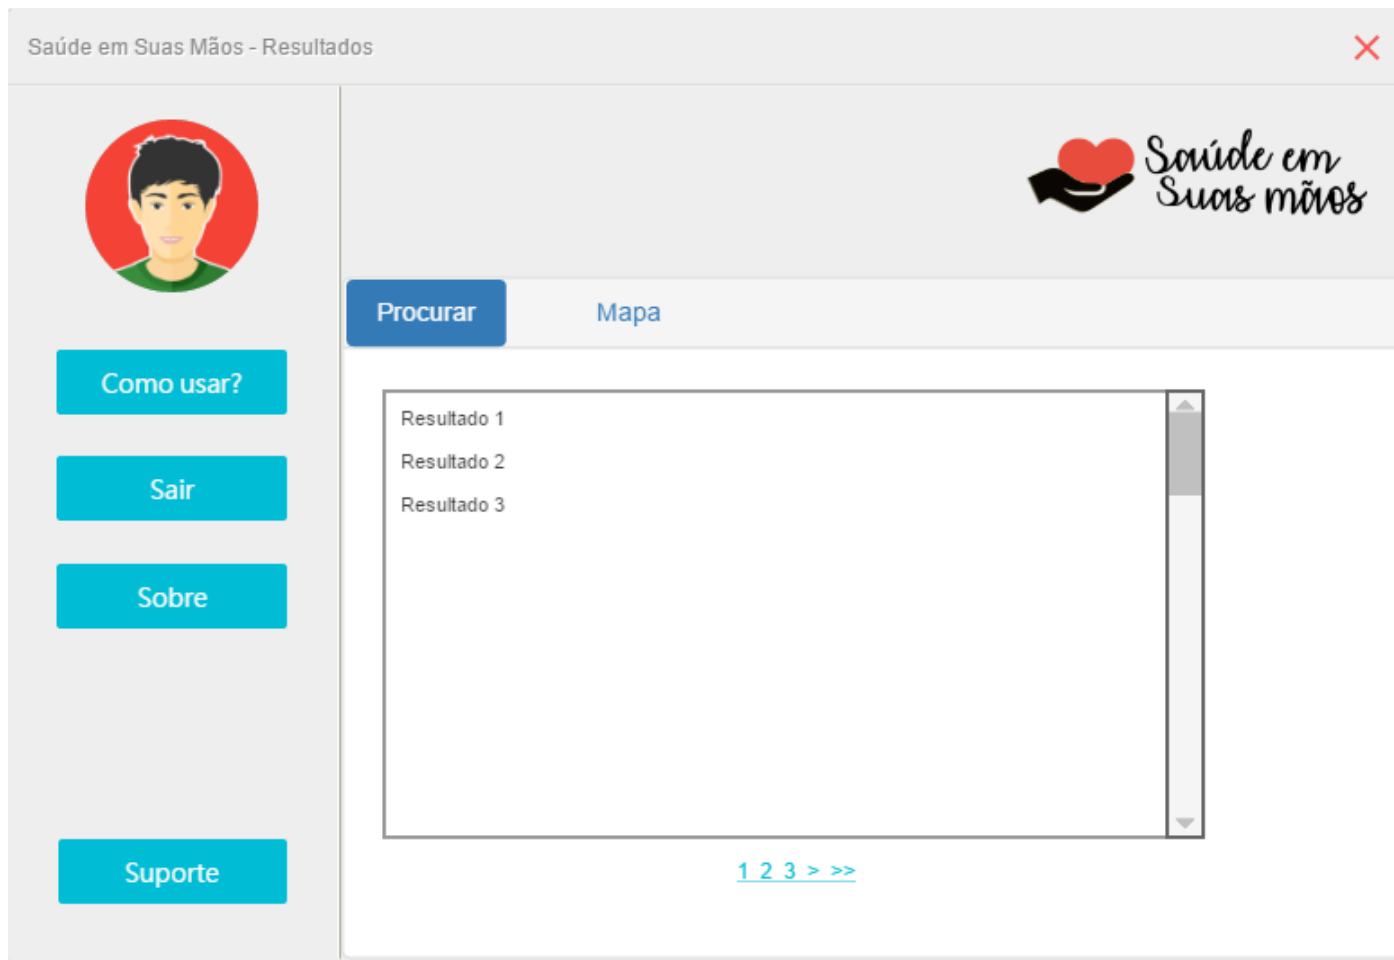 Saúde em Suas Mãos - Resultados
Saúde em
Suas mãos
Procurar
Mapa
Como usar?
Sair
Sobre
Suporte
Resultado 1
Resultado 2
Resultado 3
1 2 3 > >>